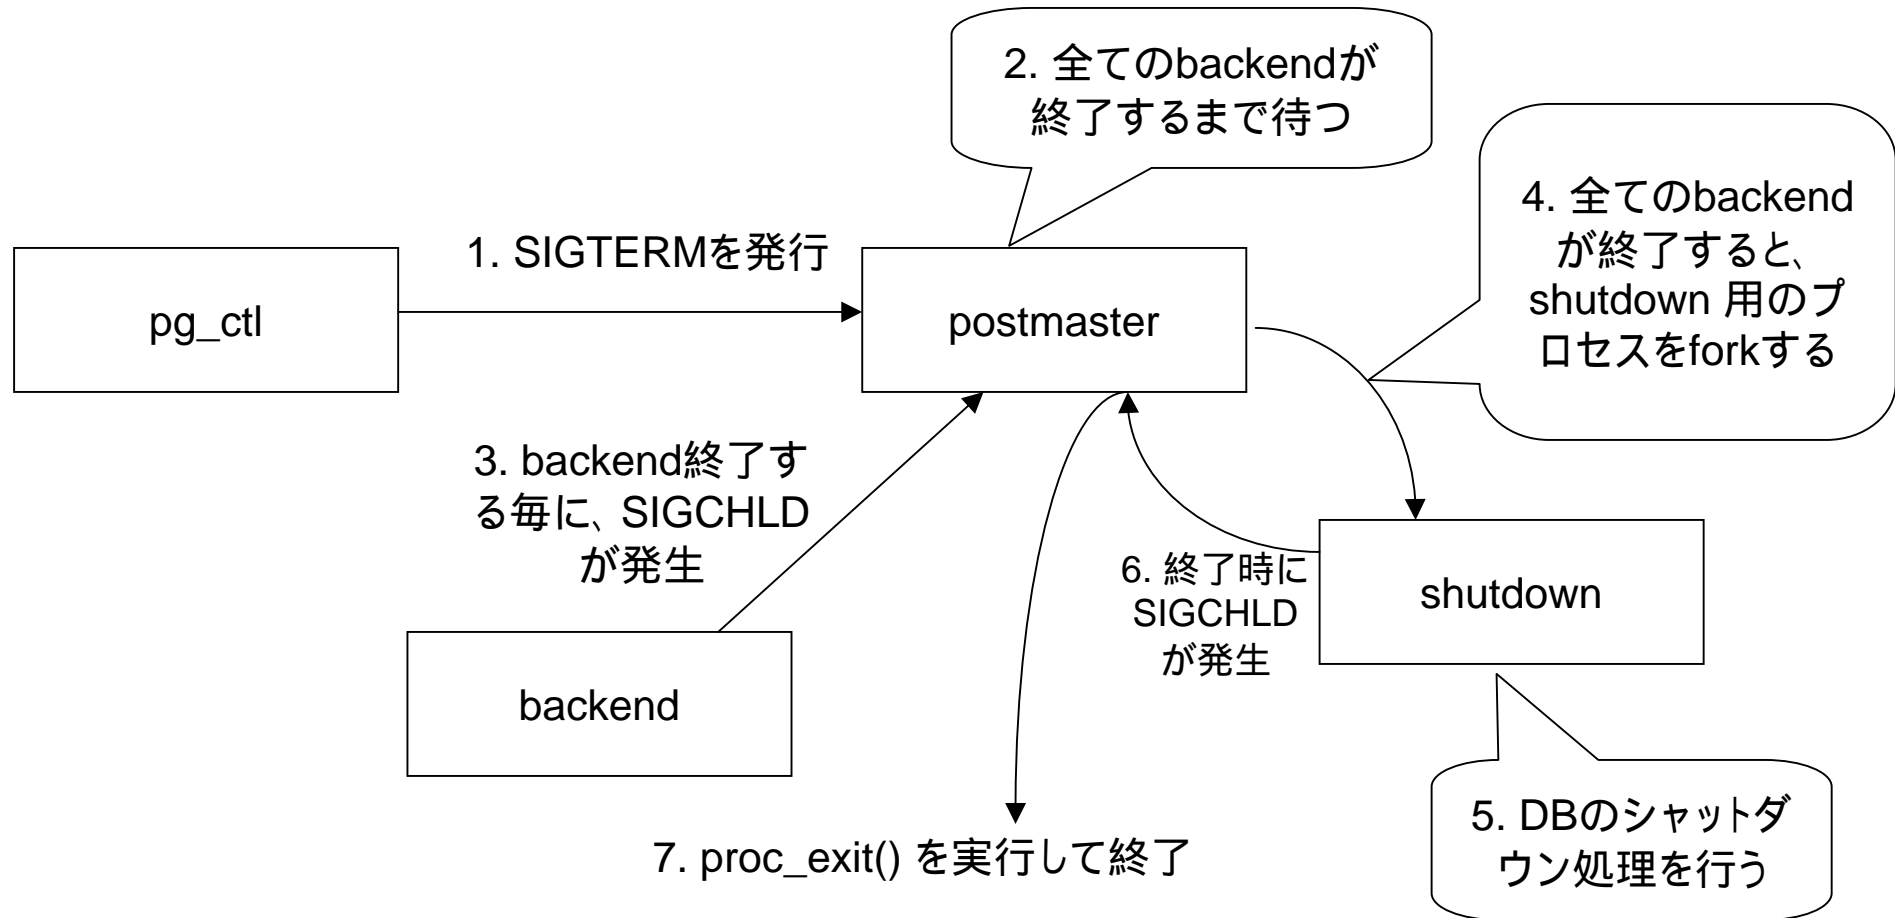 2. 全てのbackendが
終了するまで待つ
4. 全てのbackend
が終了すると、
shutdown 用のプ
ロセスをforkする
1. SIGTERMを発行
pg_ctl
postmaster
3. backend終了す
る毎に、SIGCHLD
が発生
6. 終了時に
SIGCHLD
が発生
shutdown
backend
5. DBのシャットダ
ウン処理を行う
7. proc_exit() を実行して終了